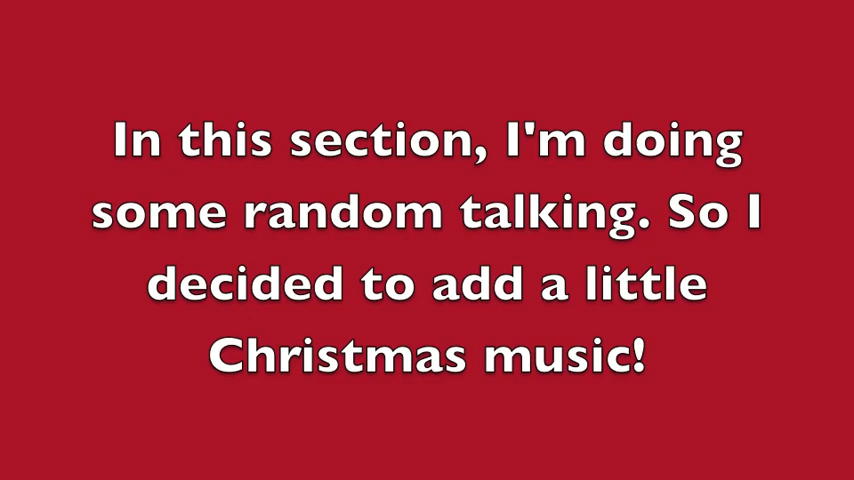 In this section, I'm doing
some random talking. So I
decided to add a little
Christmas music!